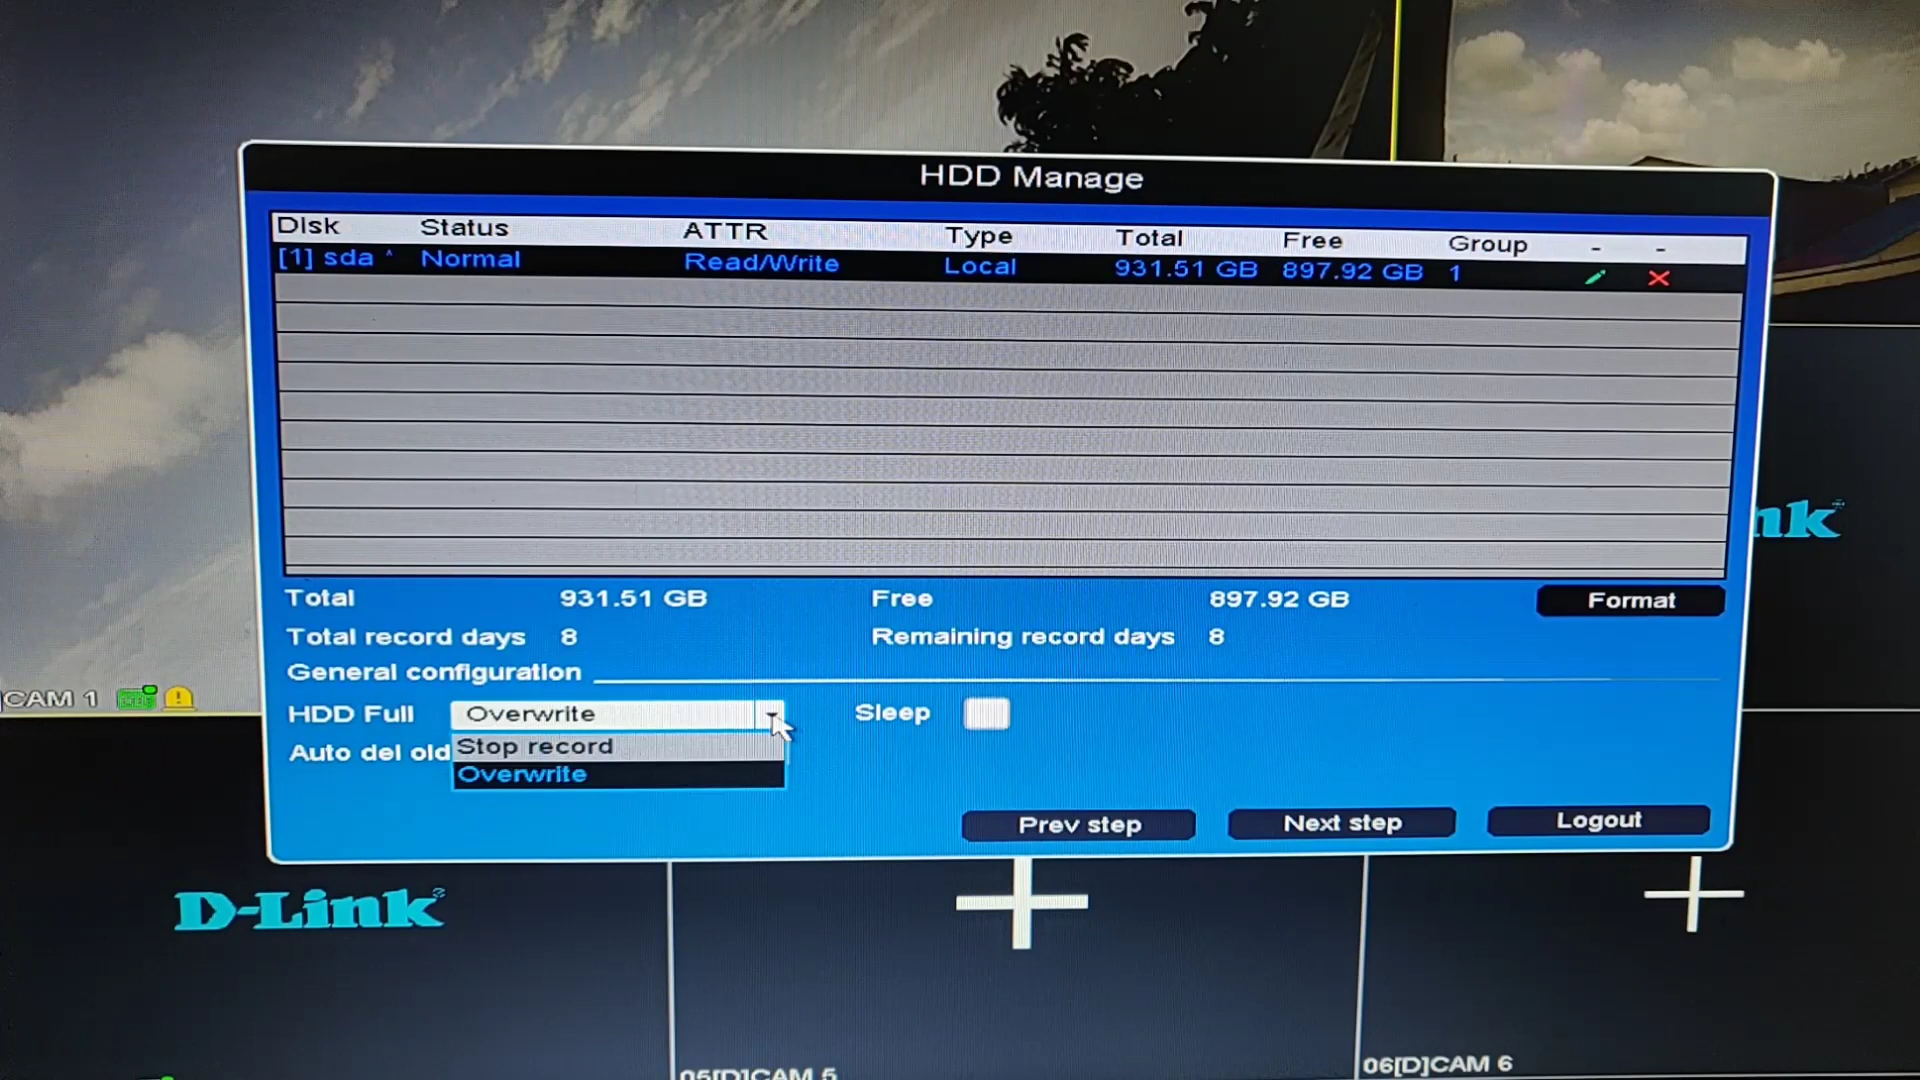 HDD Manage
Disk Status ATTR Type Total Free Group - -
[1] sda ^ Normal Read/Write Local 931.51 GB 897.92 GB 1
nk
Total 931.51 GB Free 897.92 GB Format
Total record days 8 Remaining record days 8
General configuration
CAM 1
HDD Full Overwrite Sleep
Auto del old Stop record
Overwrite
Prev step Next step Logout
D-Link
05[D]CAM 5
06[D]CAM 6